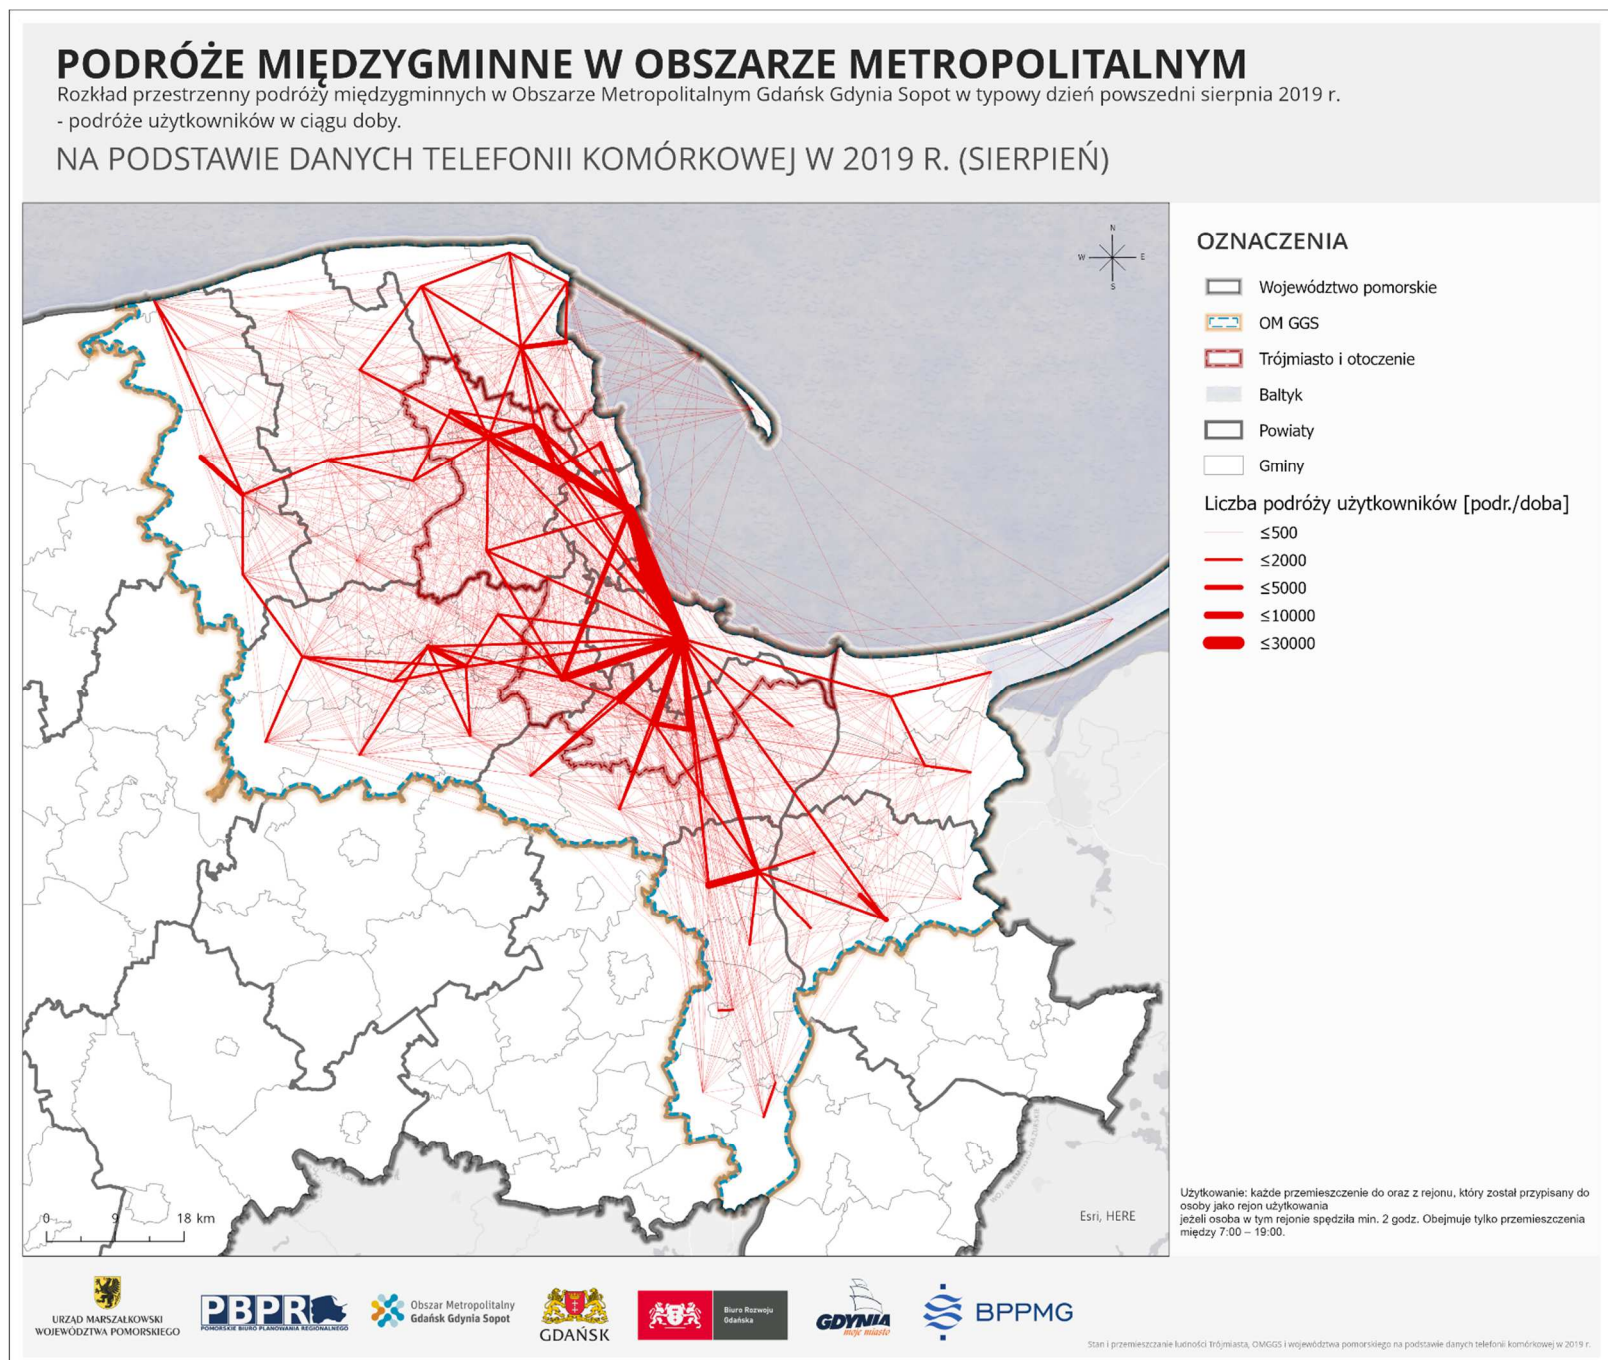 PODRÓŻE MIĘDZYGMINNE W OBSZARZE METROPOLITALNYM
Rozkład przestrzenny podróży międzygminnych w Obszarze Metropolitalnym Gdańsk Gdynia Sopot w typowy dzień powszedni sierpnia 2019 r.
- podróże użytkowników w ciągu doby.
NA PODSTAWIE DANYCH TELEFONII KOMÓRKOWEJ W 2019 R. (SIERPIEŃ)
N
W E
S
OZNACZENIA
Województwo pomorskie
OM GGS
Trójmiasto i otoczenie
Bałtyk
Powiaty
Gminy
Liczba podróży użytkowników [podr./doba]
≤500
≤2000
≤5000
≤10000
≤30000
0 9 18 km
Esri, HERE
Użytkowanie: każde przemieszczenie do oraz z rejonu, który został przypisany do
osoby jako rejon użytkowania
jeżeli osoba w tym rejonie spędziła min. 2 godz. Obejmuje tylko przemieszczenia
między 7:00 – 19:00.
URZĄD MARSZAŁKOWSKI
WOJEWÓDZTWA POMORSKIEGO
PBPR
POMORSKIE BIURO PLANOWANIA REGIONALNEGO
Obszar Metropolitalny
Gdańsk Gdynia Sopot
GDAŃSK
Biuro Rozwoju
Gdańska
GDYNIA
moje miasto
BPPMG
Stan i przemieszczanie ludności Trójmiasta, OMGGS i województwa pomorskiego na podstawie danych telefonii komórkowej w 2019 r.